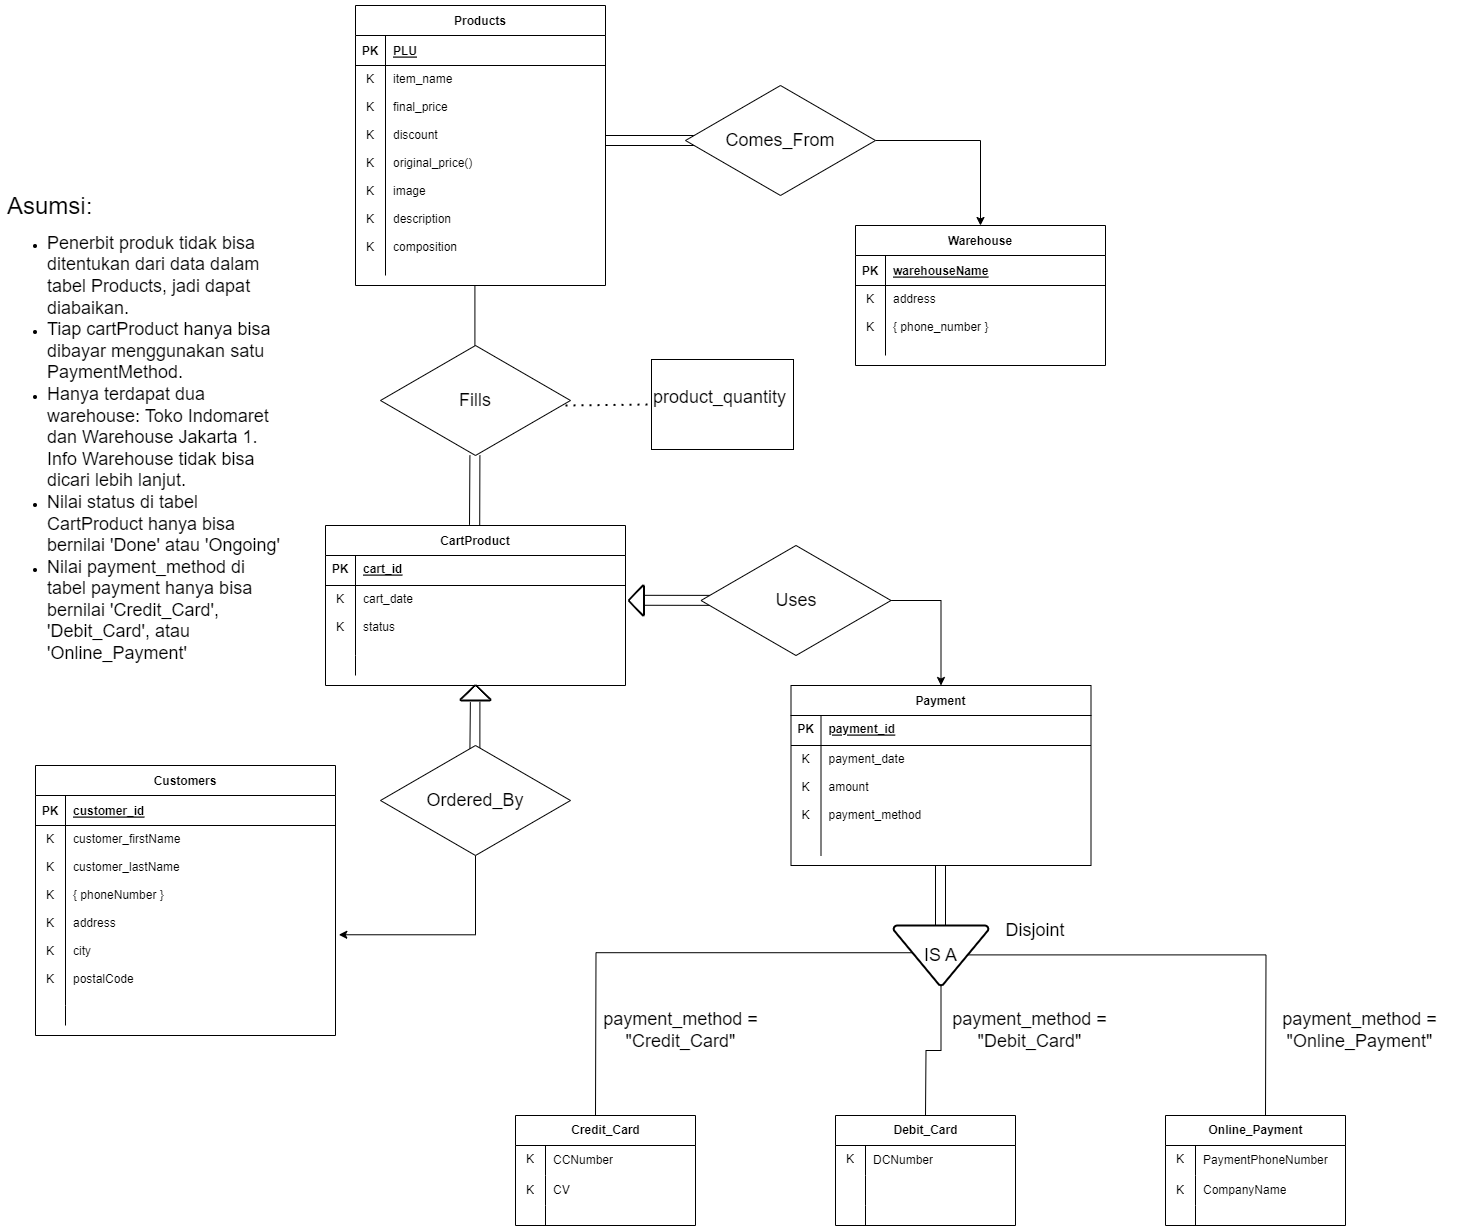 Products
PK PLU
K item_name
K final_price
K discount
K original_price()
K image
K description
K composition
Comes_From
Warehouse
PK warehouseName
K address
K { phone_number }
Asumsi:
• Penerbit produk tidak bisa
ditentukan dari data dalam
tabel Products, jadi dapat
diabaikan.
• Tiap cartProduct hanya bisa
dibayar menggunakan satu
PaymentMethod.
• Hanya terdapat dua
warehouse: Toko Indomaret
dan Warehouse Jakarta 1.
Info Warehouse tidak bisa
dicari lebih lanjut.
• Nilai status di tabel
CartProduct hanya bisa
bernilai 'Done' atau 'Ongoing'
• Nilai payment_method di
tabel payment hanya bisa
bernilai 'Credit_Card',
'Debit_Card', atau
'Online_Payment'
Fills
product_quantity
CartProduct
PK cart_id
K cart_date
K status
Uses
Payment
PK payment_id
K payment_date
K amount
K payment_method
Ordered_By
Customers
PK customer_id
K customer_firstName
K customer_lastName
K { phoneNumber }
K address
K city
K postalCode
IS A
Disjoint
payment_method =
"Credit_Card"
payment_method =
"Debit_Card"
payment_method =
"Online_Payment"
Credit_Card
K CCNumber
K CV
Debit_Card
K DCNumber
Online_Payment
K PaymentPhoneNumber
K CompanyName